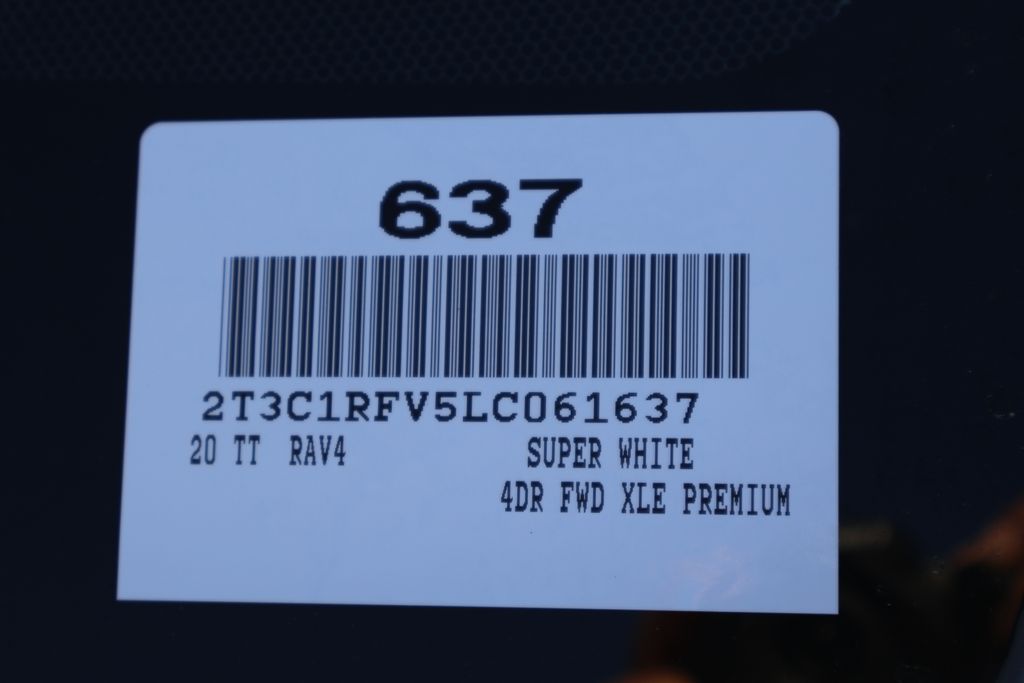 637
2T3C1RFV5LC061637
20 TT RAV4 SUPER WHITE
4DR FWD XLE PREMIUM